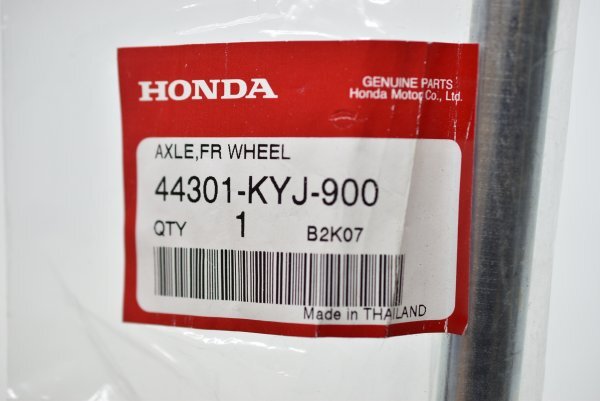 HONDA
GENUINE PARTS
Honda Motor Co., Ltd.
AXLE,FR WHEEL
44301-KYJ-900
QTY 1 B2K07
Made in THAILAND